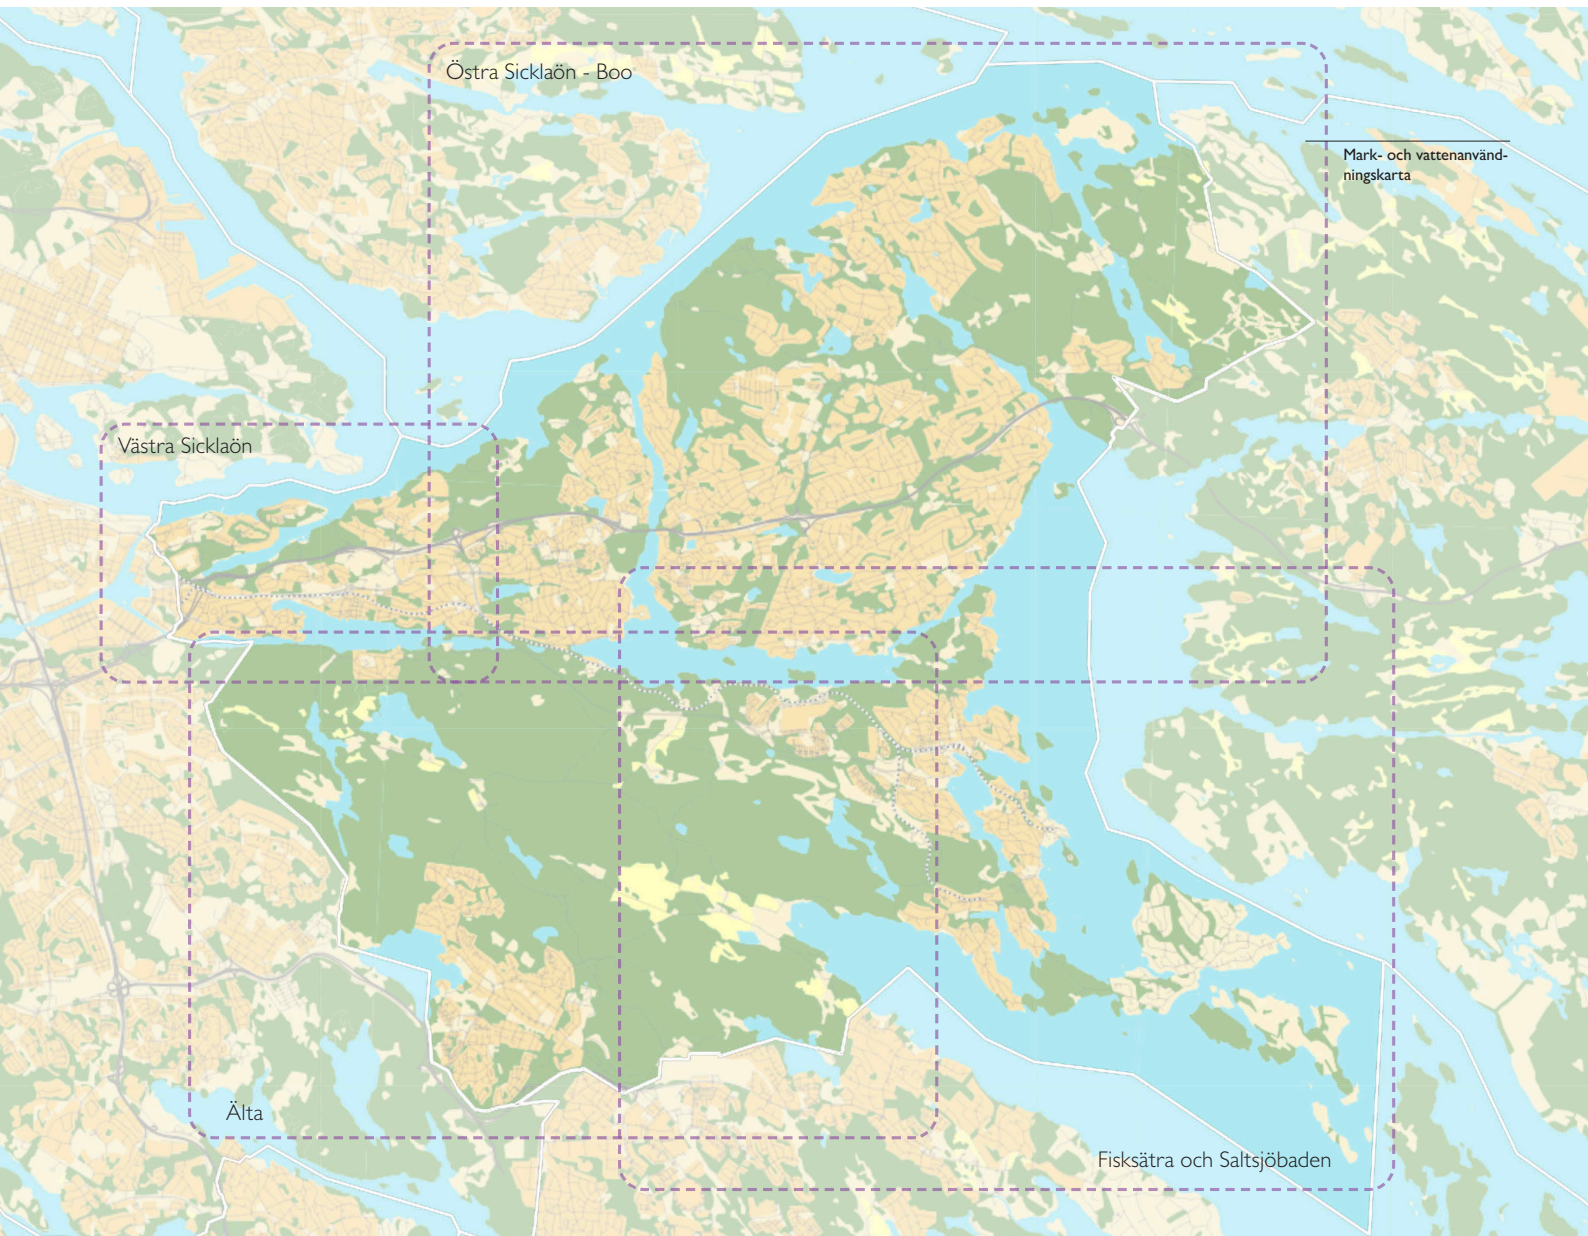 Östra Sicklaön - Boo
Mark- och vattenanvänd-
ningskarta
Västra Sicklaön
Älta
Fisksätra och Saltsjöbaden